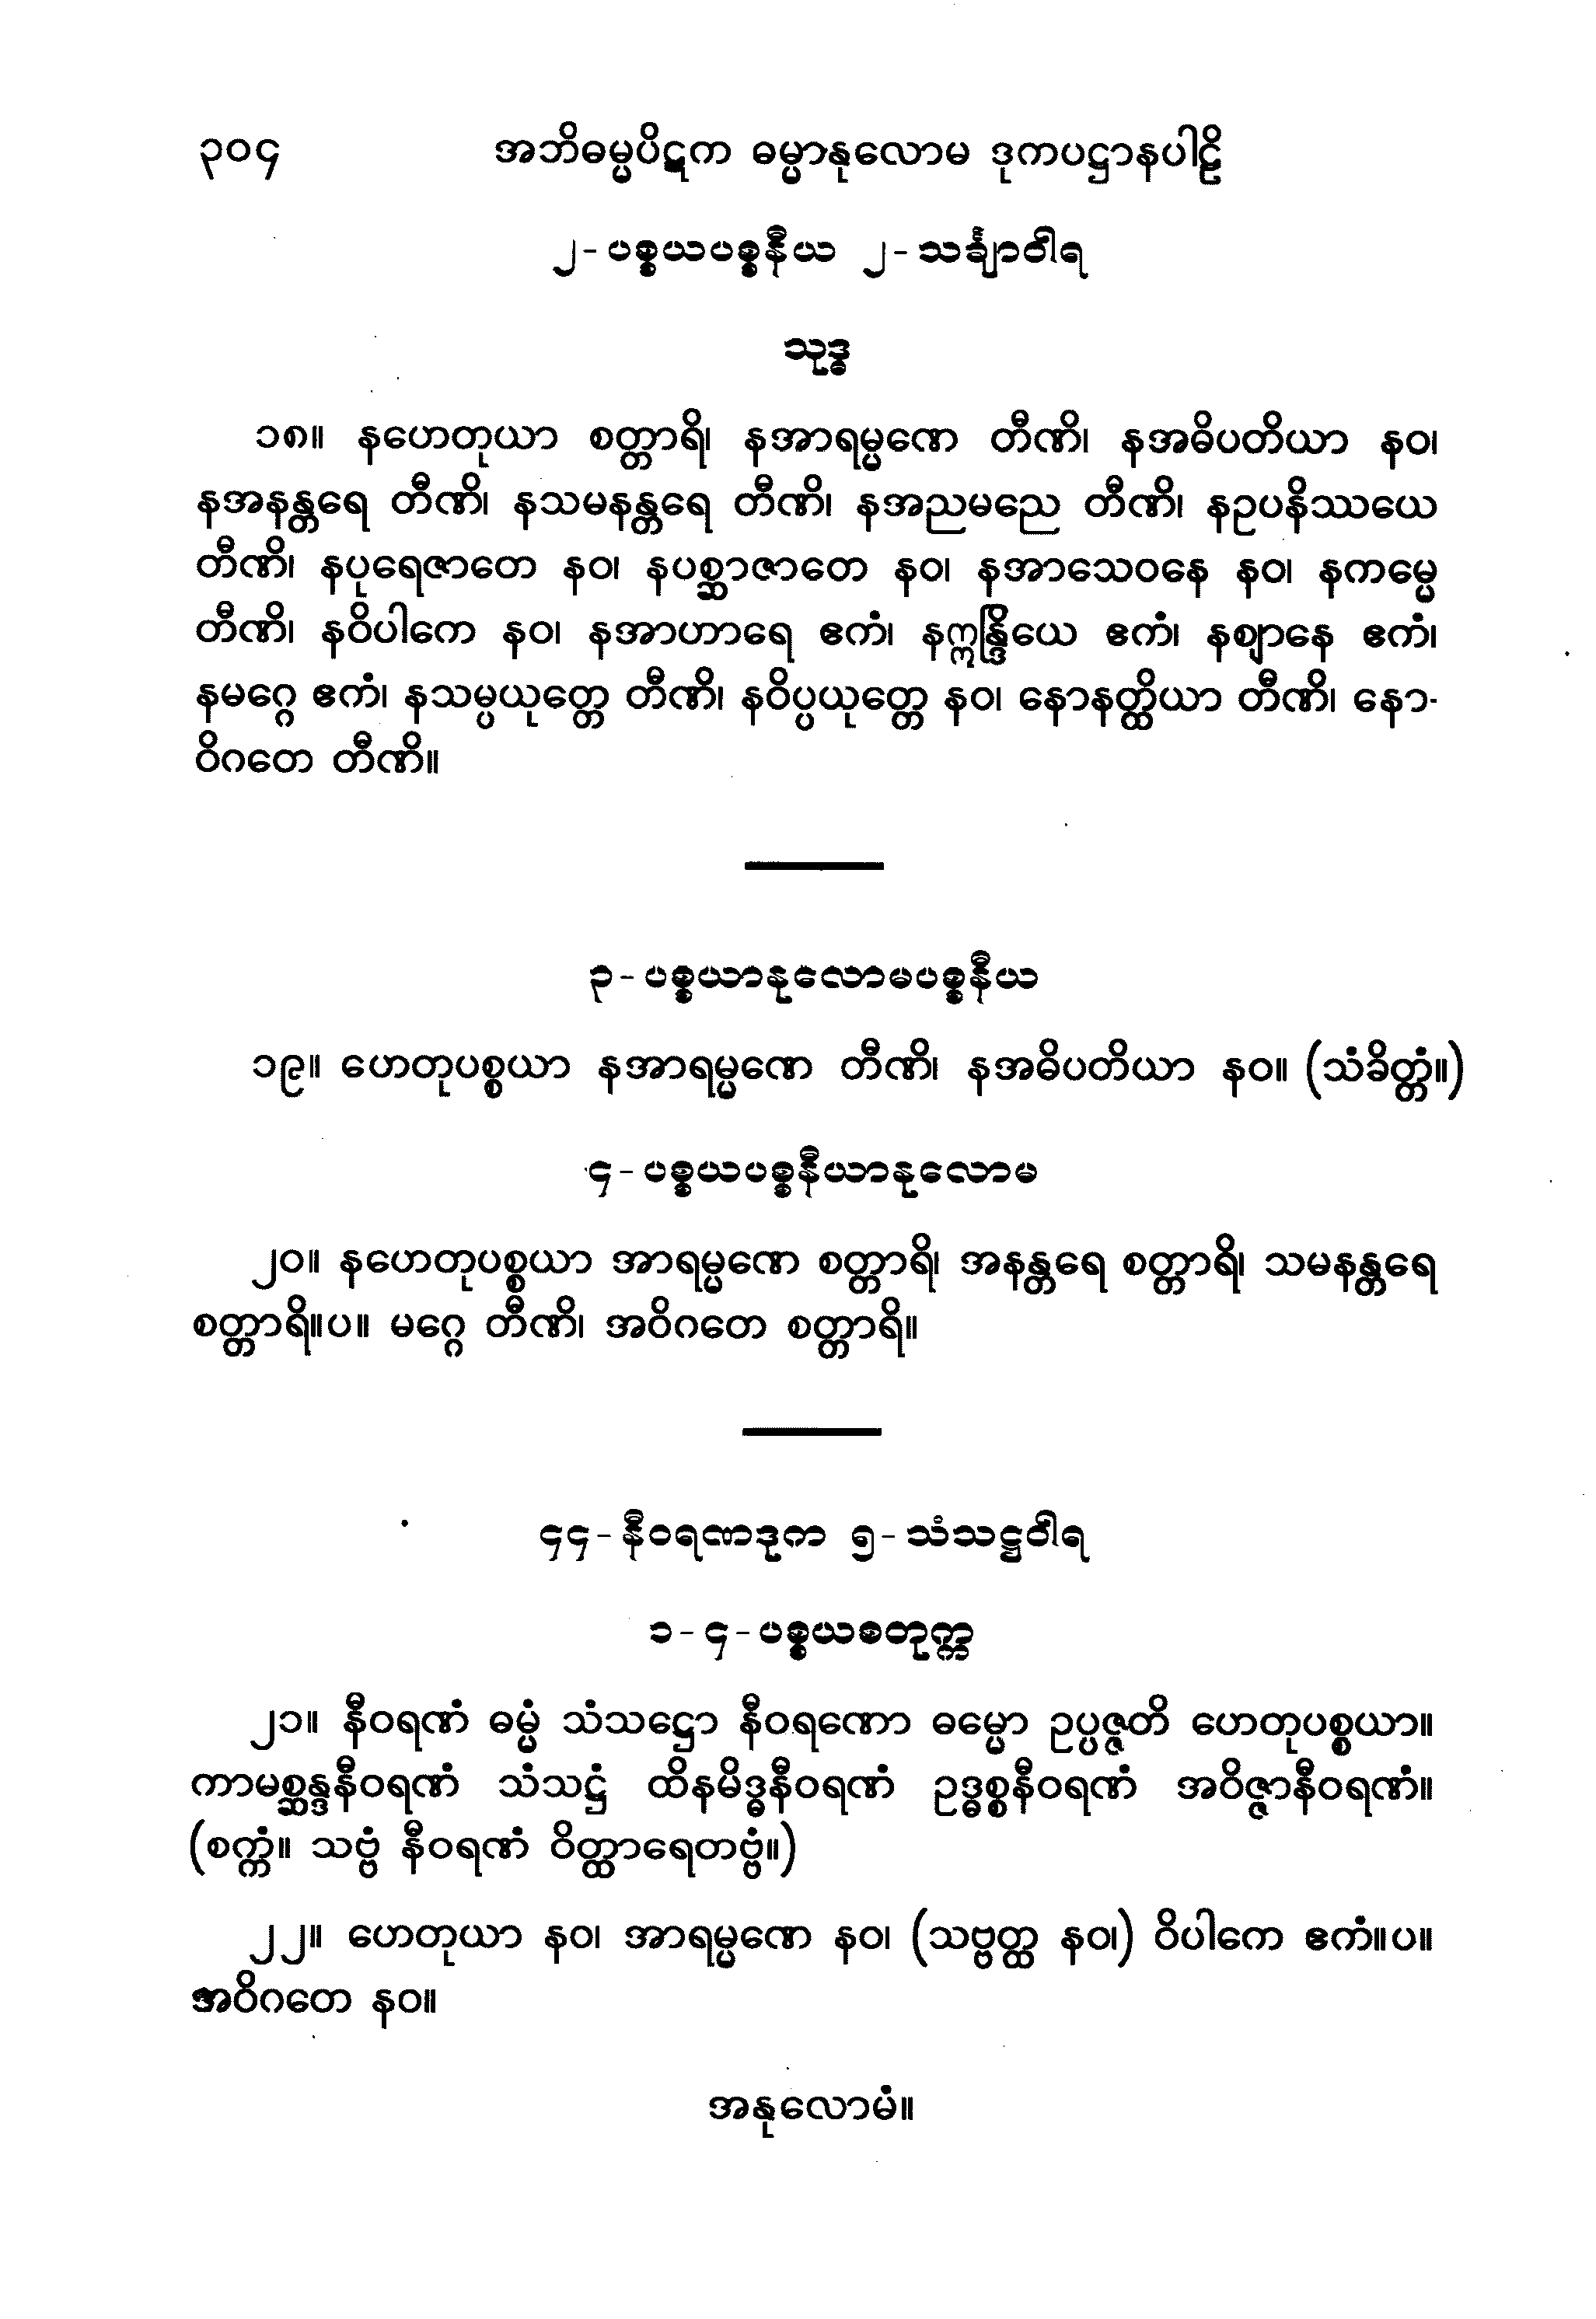 ၃၀၄ အဘိဓမ္မပိဋက ဓမ္မာနုလောမ ဒုကပဋ္ဌာနပါဠိ
၂-ပစ္စယပစ္စနီယ ၂-သင်္ချာဝါရ
သုဒ္ဓ
၁၈။ နဟေတုယာ စတ္တာရိ၊ နအာရမ္မဏေ တီဏိ၊ နအဓိပတိယာ နဝ၊
နအနန္တရေ တီဏိ၊ နသမနန္တရေ တီဏိ၊ နအညမညေ တီဏိ၊ နဥပနိဿယေ
တီဏိ၊ နပုရေဇာတေ နဝ၊ နပစ္ဆာဇာတေ နဝ၊ နအာသေဝနေ နဝ၊ နကမ္မေ
တီဏိ၊ နဝိပါကေ နဝ၊ နအာဟာရေ ဧကံ၊ နဣန္ဒြိယေ ဧကံ၊ နဈာနေ ဧကံ၊
နမဂ္ဂေ ဧကံ၊ နသမ္ပယုတ္တေ တီဏိ၊ နဝိပ္ပယုတ္တေ နဝ၊ နောနတ္ထိယာ တီဏိ၊ နော-
ဝိဂတေ တီဏိ။
၃-ပစ္စယာနုလောမပစ္စနီယ
၁၉။ ဟေတုပစ္စယာ နအာရမ္မဏေ တီဏိ၊ နအဓိပတိယာ နဝ။ (သံခိတ္တံ။)
၄-ပစ္စယပစ္စနီယာနုလောမ
၂၀။ နဟေတုပစ္စယာ အာရမ္မဏေ စတ္တာရိ၊ အနန္တရေ စတ္တာရိ၊ သမနန္တရေ
စတ္တာရိ။ပ။ မဂ္ဂေ တီဏိ၊ အဝိဂတေ စတ္တာရိ။
၄၄-နီဝရဏဒုက ၅-သံသဋ္ဌဝါရ
၁-၄-ပစ္စယစတုက္က
၂၁။ နီဝရဏံ ဓမ္မံ သံသဋ္ဌော နီဝရဏော ဓမ္မော ဥပ္ပဇ္ဇတိ ဟေတုပစ္စယာ။
ကာမစ္ဆန္ဒနီဝရဏံ သံသဋ္ဌံ ထိနမိဒ္ဓနီဝရဏံ ဥဒ္ဓစ္စနီဝရဏံ အဝိဇ္ဇာနီဝရဏံ။
(စက္ကံ။ သဗ္ဗံ နီဝရဏံ ဝိတ္ထာရေတဗ္ဗံ။)
၂၂။ ဟေတုယာ နဝ၊ အာရမ္မဏေ နဝ၊ (သဗ္ဗတ္ထ နဝ၊) ဝိပါကေ ဧကံ။ပ။
အဝိဂတေ နဝ။
အနုလောမံ။